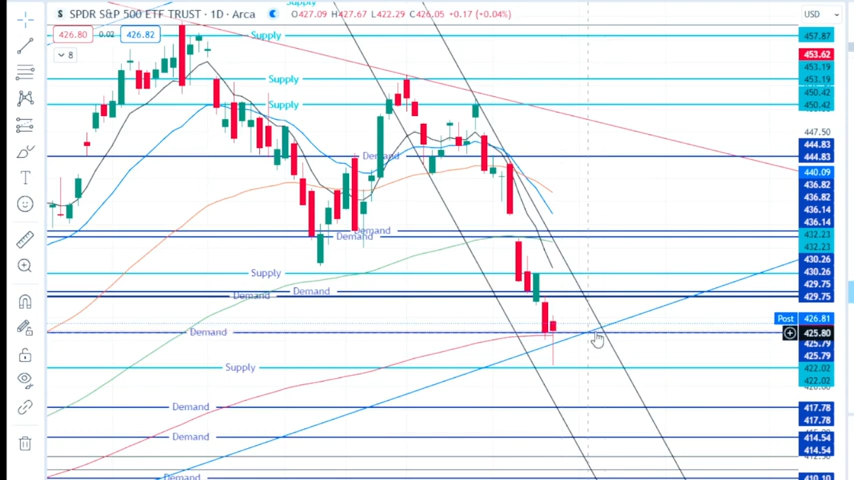 Supply
SPDR S&P 500 ETF TRUST · 1D · Arca O427.09 H427.67 L422.29 C426.05 +0.17 (+0.04%) USD
426.80 0.02 426.82
8
Supply 457.87
453.62
453.19
Supply 453.19
450.42
Supply 450.42
447.50
444.83
Demand 444.83
440.09
436.82
436.82
436.14
436.14
Demand 432.23
Demand 432.23
430.26
Supply 430.26
429.75
Demand 429.75
Demand
Post 426.81
Demand 425.80
425.79
425.79
Supply 422.02
422.02
420.00
Demand 417.78
417.78
Demand 414.54
414.54
412.50
Demand 410.10